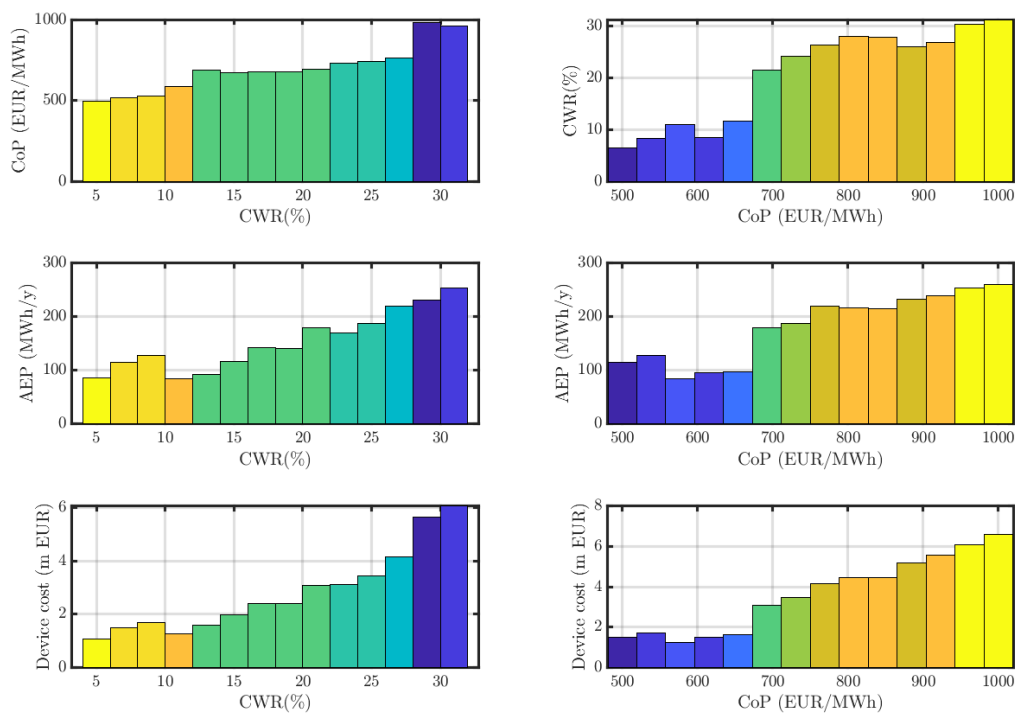 1000
500
0
CoP (EUR/MWh)
5 10 15 20 25 30
CWR(%)
30
20
10
0
CWR(%)
500 600 700 800 900 1000
CoP (EUR/MWh)
300
200
100
0
AEP (MWh/y)
5 10 15 20 25 30
CWR(%)
300
200
100
0
AEP (MWh/y)
500 600 700 800 900 1000
CoP (EUR/MWh)
6
4
2
0
Device cost (m EUR)
5 10 15 20 25 30
CWR(%)
8
6
4
2
0
Device cost (m EUR)
500 600 700 800 900 1000
CoP (EUR/MWh)